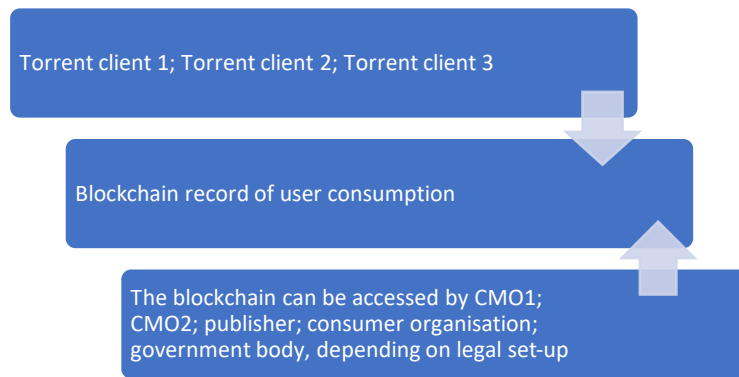 Torrent client 1; Torrent client 2; Torrent client 3
Blockchain record of user consumption
The blockchain can be accessed by CMO1;
CMO2; publisher; consumer organisation;
government body, depending on legal set-up